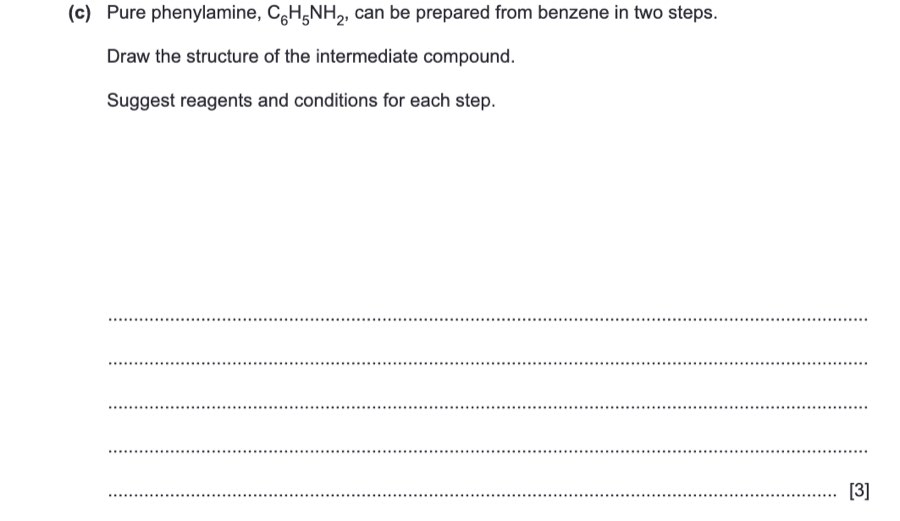 (c) Pure phenylamine, C₆H₅NH₂, can be prepared from benzene in two steps.
Draw the structure of the intermediate compound.
Suggest reagents and conditions for each step.
[3]